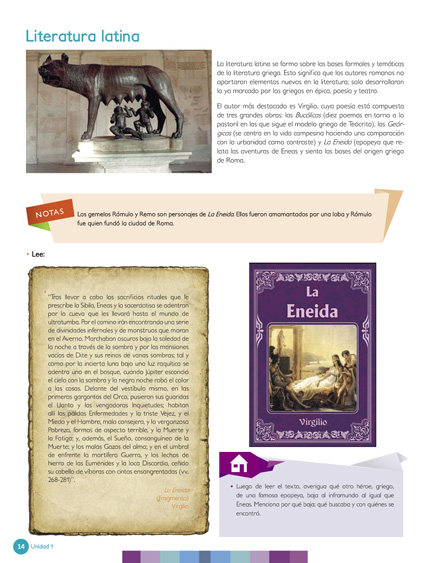 Literatura latina
La literatura latina se forma sobre las bases formales y temáticas
de la literatura griega. Esto significa que los autores romanos no
aportaron elementos nuevos en la literatura; solo desarrollaron
lo ya marcado por los griegos en épica, poesía y teatro.
El autor más destacado es Virgilio, cuya poesía está compuesta
de tres grandes obras: las Bucólicas (diez poemas en torno a lo
pastoril en las que sigue el modelo griego de Teócrito), las Geór-
gicas (se centra en la vida campesina haciendo una comparación
con la urbanidad como contraste) y La Eneida (epopeya que re-
lata las aventuras de Eneas y sienta las bases del origen griego
de Roma.
NOTAS
Los gemelos Rómulo y Remo son personajes de La Eneida. Ellos fueron amamantados por una loba y Rómulo
fue quien fundó la ciudad de Roma.
• Lee:
"Tras llevar a cabo los sacrificios rituales que le
prescribe la Sibila, Eneas y la sacerdotisa se adentran
por la cueva que les llevará hasta el mundo de
ultratumba. Por el camino irán encontrando una serie
de divinidades infernales y de monstruos que moran
en el Averno. Marchaban oscuros bajo la soledad de
la noche a través de la sombra y por las mansiones
vacías de Dite y sus reinos de vanas sombras; tal y
como por la incierta luna bajo una luz raquítica se
adentra uno en el bosque, cuando Júpiter escondió
el cielo con la sombra y la negra noche robó el color
a las cosas. Delante del vestíbulo mismo, en las
primeras gargantas del Orco, pusieron sus guaridas
el Llanto y las vengadoras Inquietudes; habitan
allí las pálidas Enfermedades y la triste Vejez, y el
Miedo y el Hambre, mala consejera, y la vergonzosa
Pobreza, formas de aspecto terrible; y la Muerte y
la Fatiga; y, además, el Sueño, consanguíneo de la
Muerte; y los malos Gozos del alma; y en el umbral
de enfrente la mortífera Guerra, y los lechos de
hierro de las Euménides y la loca Discordia, ceñido
su cabello de víboras con cintas ensangrentadas (vv.
268-281)".
La Eneida
(fragmento)
Virgilio
La
Eneida
Virgilio
• Luego de leer el texto, averigua qué otro héroe, griego,
de una famosa epopeya, baja al inframundo al igual que
Eneas. Menciona por qué baja; qué buscaba y con quiénes se
encontró.
14 Unidad 1